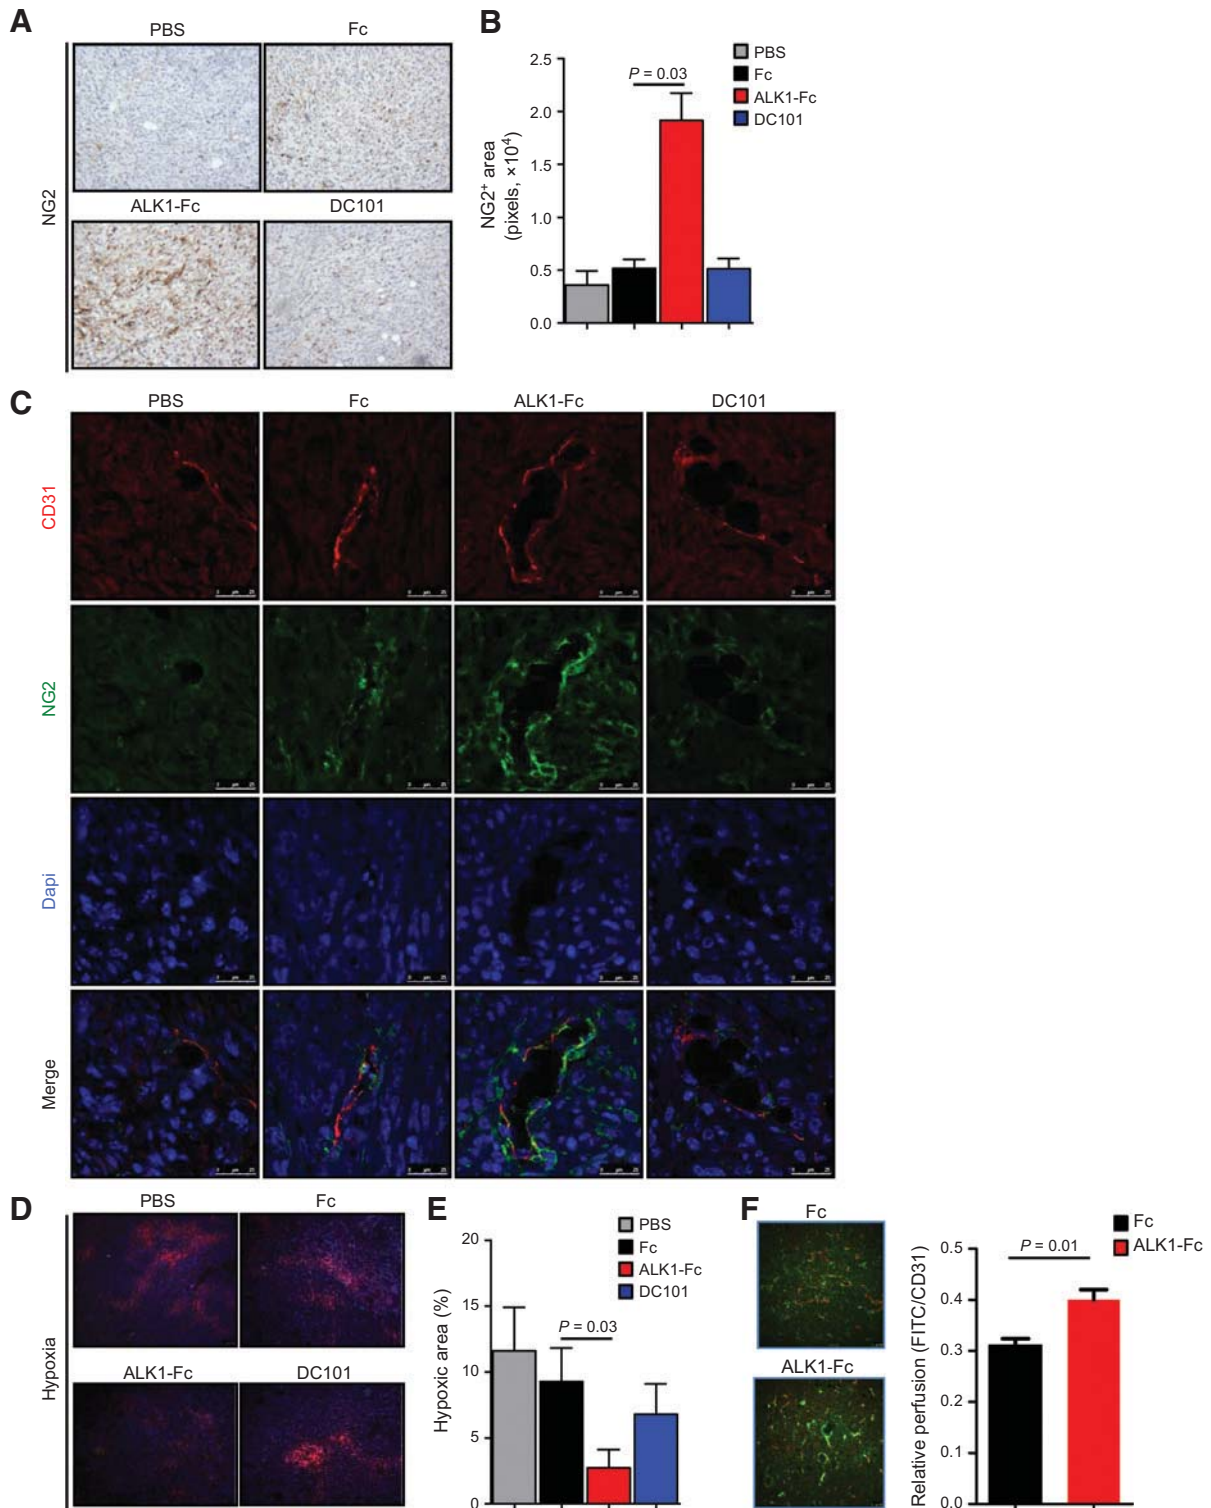 A
PBS
Fc
NG2
ALK1-Fc
DC101
B
2.5
2.0
1.5
1.0
0.5
0.0
NG2+ area
(pixels, ×10⁴)
P = 0.03
PBS
Fc
ALK1-Fc
DC101
C
PBS
Fc
ALK1-Fc
DC101
CD31
NG2
Dapi
Merge
D
PBS
Fc
Hypoxia
ALK1-Fc
DC101
E
20
15
10
5
0
Hypoxic area (%)
P = 0.03
PBS
Fc
ALK1-Fc
DC101
F
Fc
ALK1-Fc
0.5
0.4
0.3
0.2
0.1
0.0
Relative perfusion (FITC/CD31)
P = 0.01
Fc
ALK1-Fc